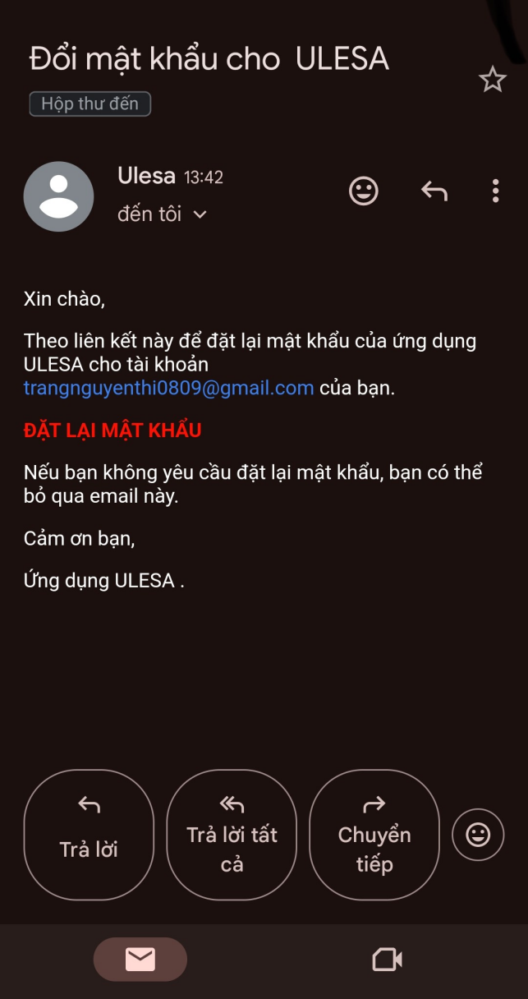 Đổi mật khẩu cho ULESA
Hộp thư đến
Ulesa 13:42
đến tôi
Xin chào,
Theo liên kết này để đặt lại mật khẩu của ứng dụng
ULESA cho tài khoản
trangnguyenthi0809@gmail.com của bạn.
ĐẶT LẠI MẬT KHẨU
Nếu bạn không yêu cầu đặt lại mật khẩu, bạn có thể
bỏ qua email này.
Cảm ơn bạn,
Ứng dụng ULESA .
Trả lời
Trả lời tất
cả
Chuyển
tiếp